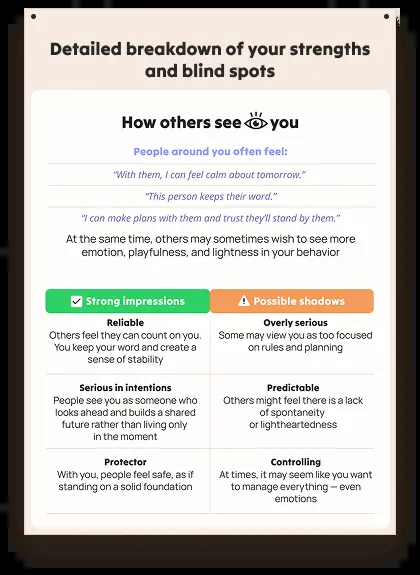 Detailed breakdown of your strengths
and blind spots
How others see you
People around you often feel:
“With them, I can feel calm about tomorrow.”
“This person keeps their word.”
“I can make plans with them and trust they’ll stand by them.”
At the same time, others may sometimes wish to see more
emotion, playfulness, and lightness in your behavior
Strong impressions
Possible shadows
Reliable
Others feel they can count on you.
You keep your word and create a
sense of stability
Overly serious
Some may view you as too focused
on rules and planning
Serious in intentions
People see you as someone who
looks ahead and builds a shared
future rather than living only
in the moment
Predictable
Others might feel there is a lack
of spontaneity
or lightheartedness
Protector
With you, people feel safe, as if
standing on a solid foundation
Controlling
At times, it may seem like you want
to manage everything — even
emotions